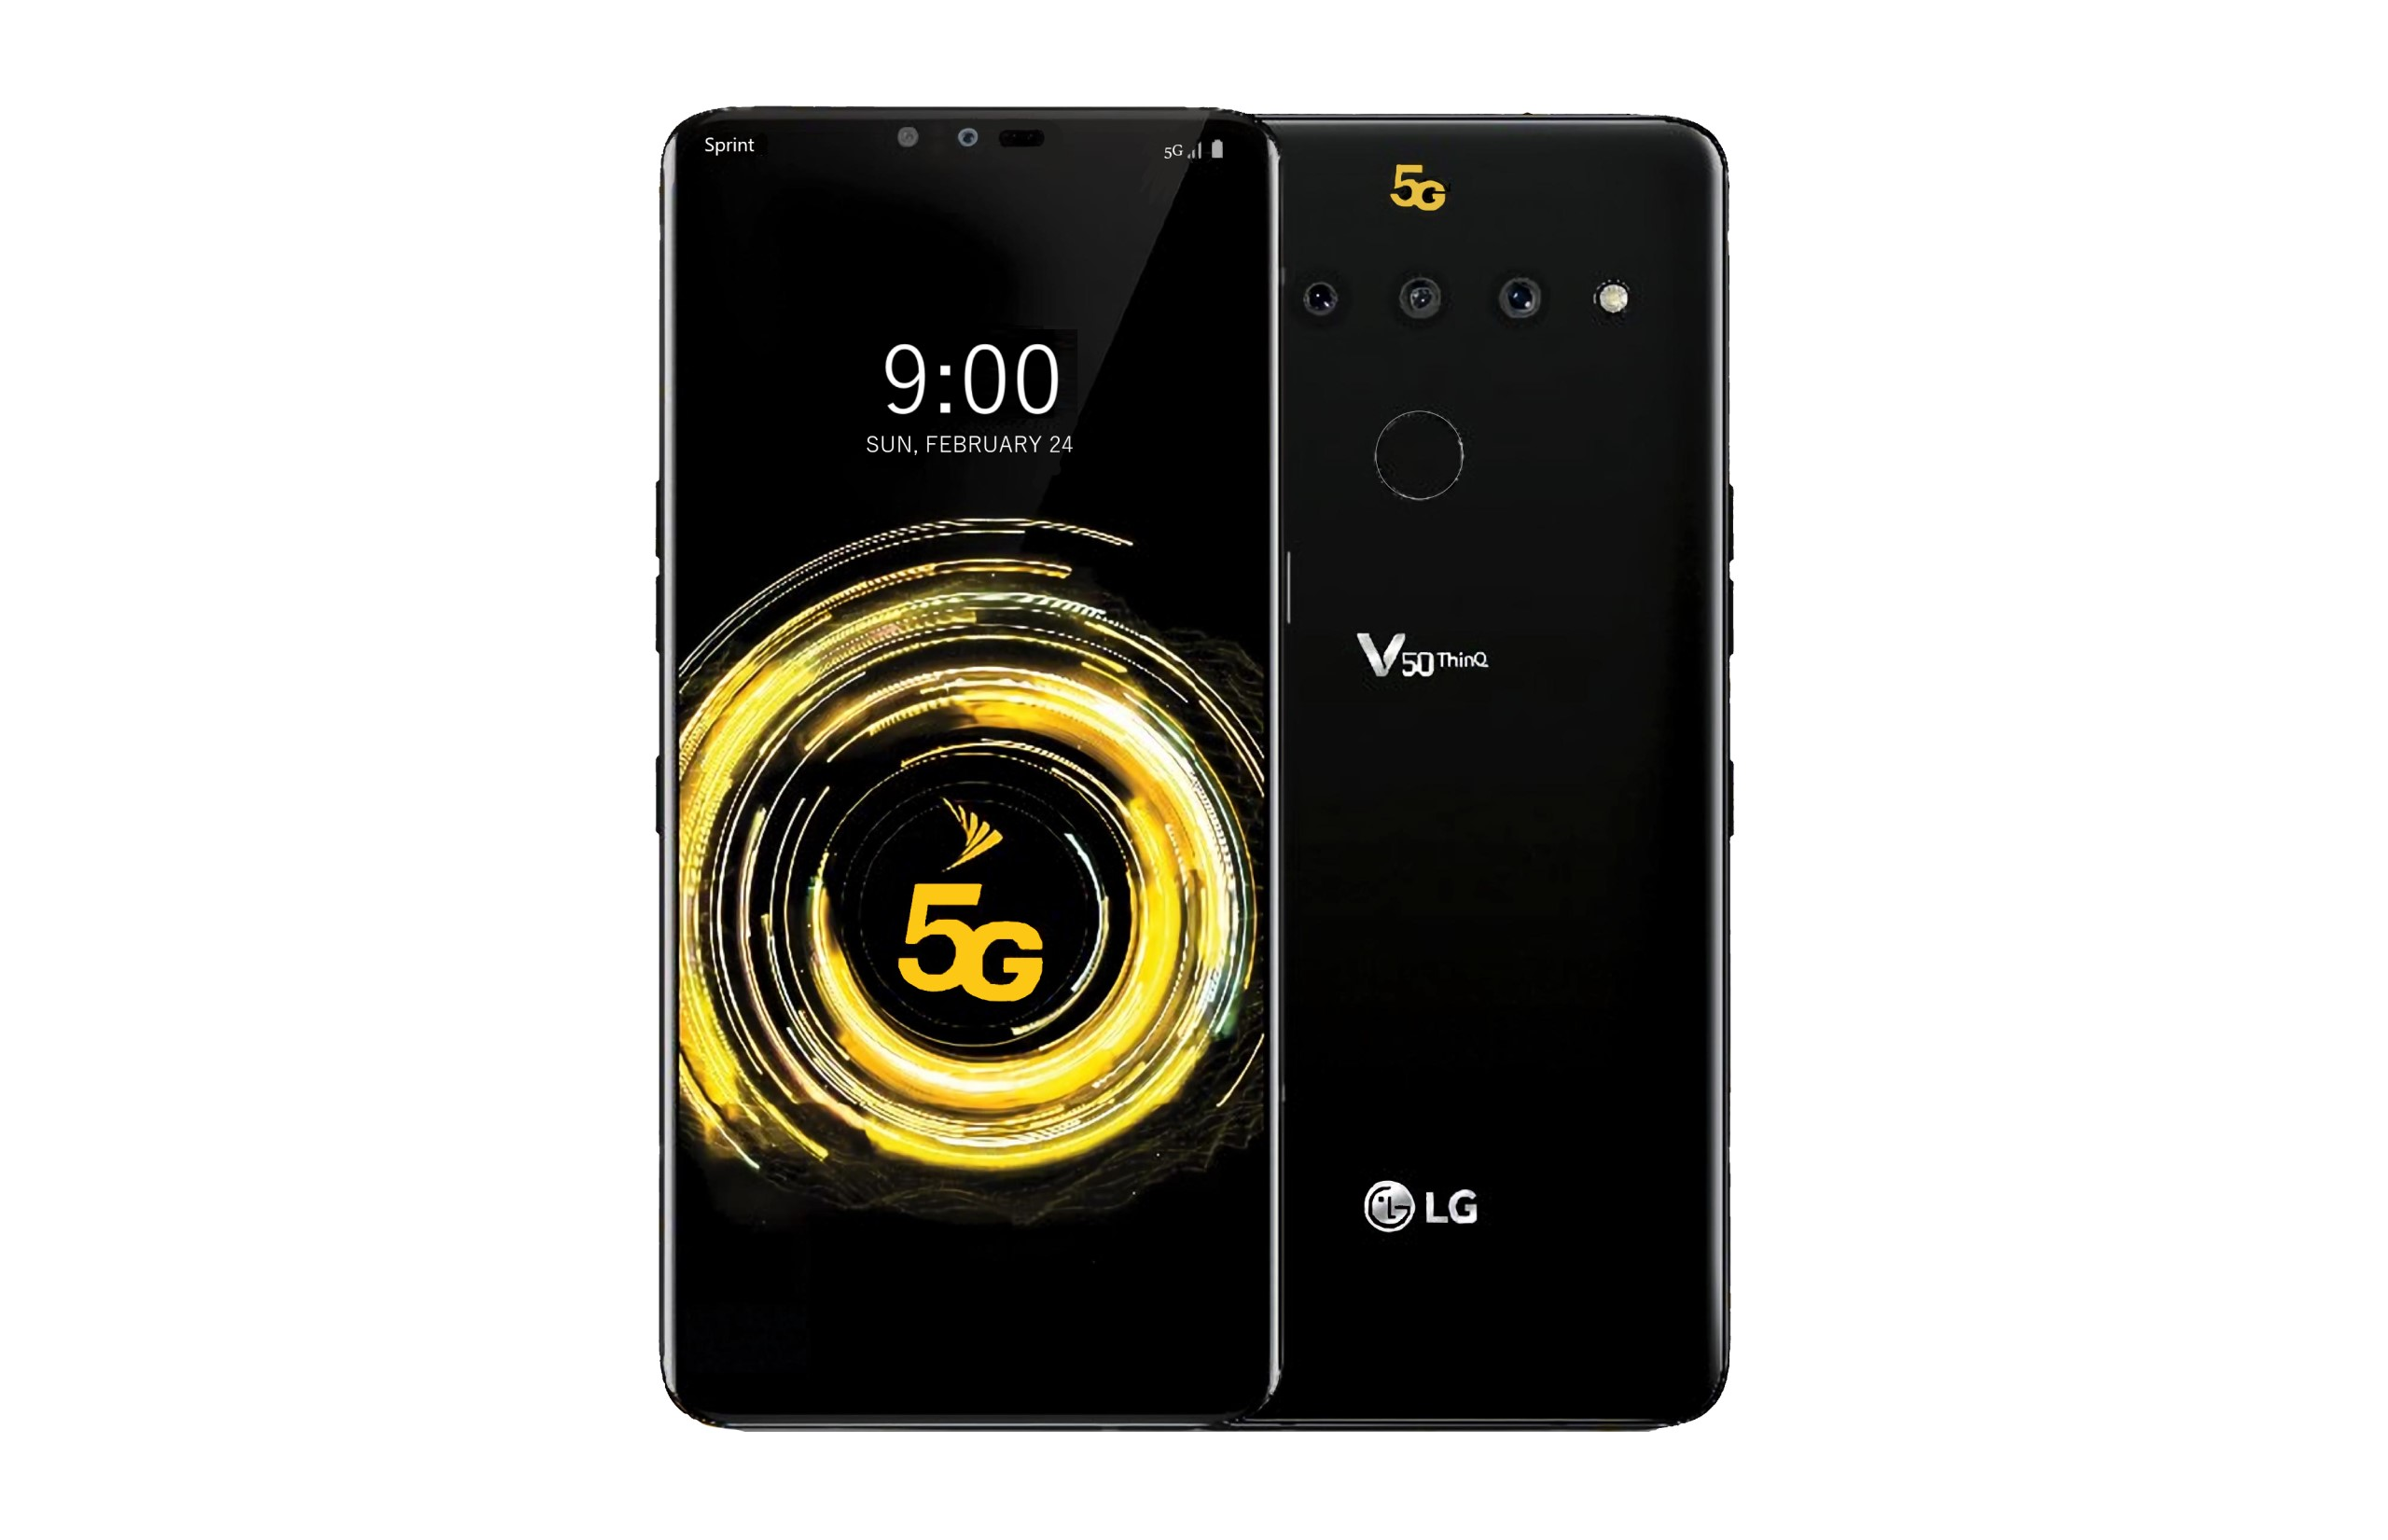 Sprint
5G
9:00
SUN, FEBRUARY 24
5G
5G
V50 ThinQ
LG